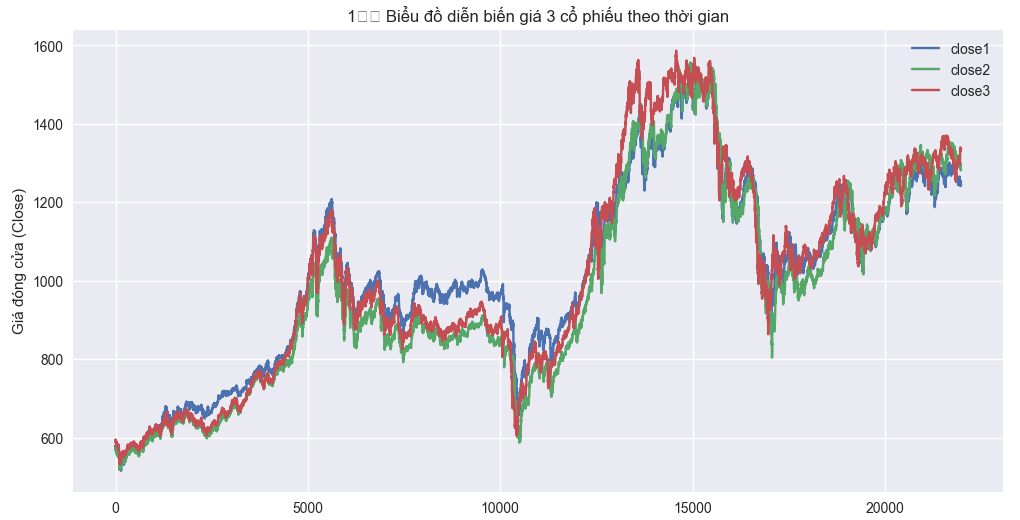 1 Biểu đồ diễn biến giá 3 cổ phiếu theo thời gian
close1
close2
close3
Giá đóng cửa (Close)
1600
1400
1200
1000
800
600
0
5000
10000
15000
20000